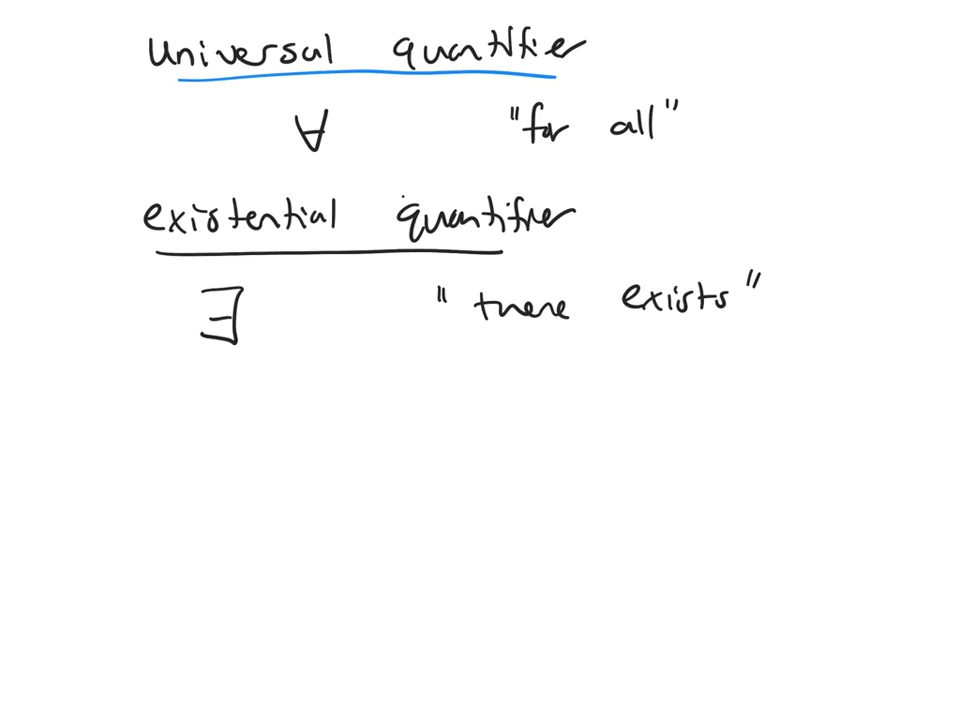 universal quantifier
∀ "for all"
existential quantifier
∃ "there exists"